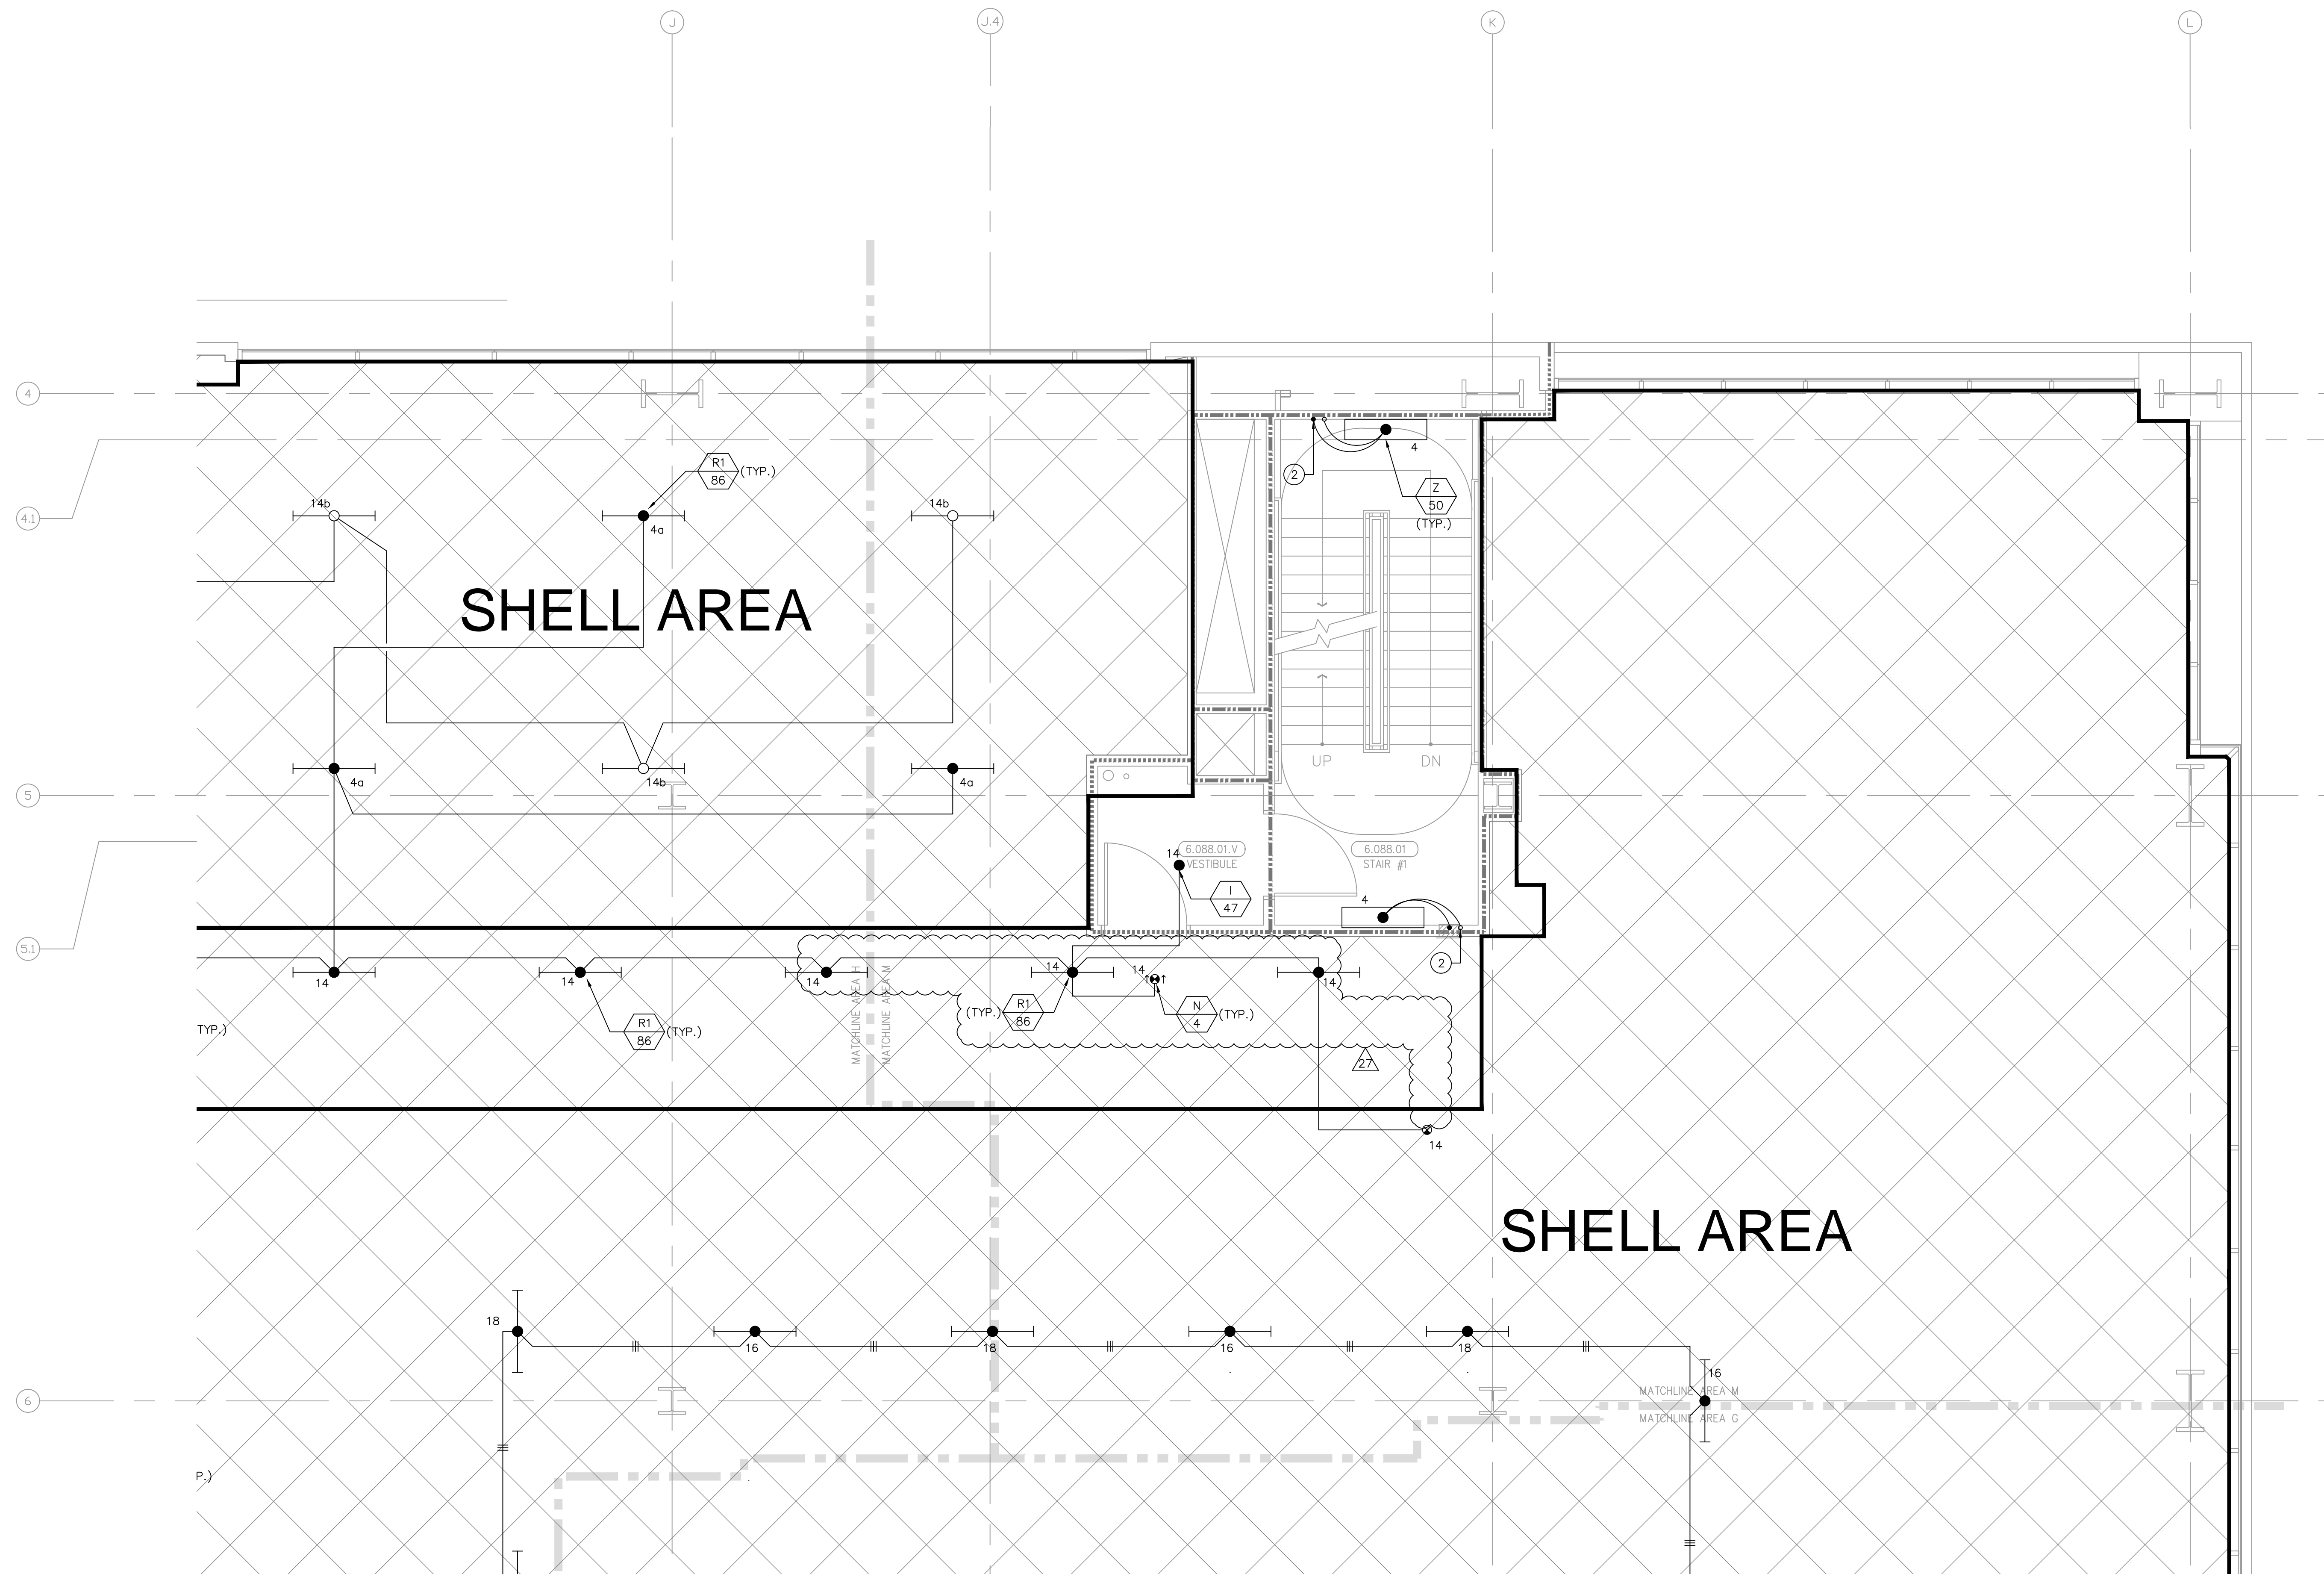 J
J.4
K
L
4
4.1
R1
86
(TYP.)
2
4
Z
50
(TYP.)
14b
4a
14b
SHELL AREA
4a
14b
4a
UP
DN
5
5.1
6.088.01.V
VESTIBULE
6.088.01
STAIR #1
14
I
47
4
2
14
14
14
14
14
14
MATCHLINE AREA H
MATCHLINE AREA M
R1
86
(TYP.)
(TYP.)
R1
86
N
4
(TYP.)
TYP.)
27
14
SHELL AREA
18
16
18
16
18
16
MATCHLINE AREA M
MATCHLINE AREA G
6
P.)